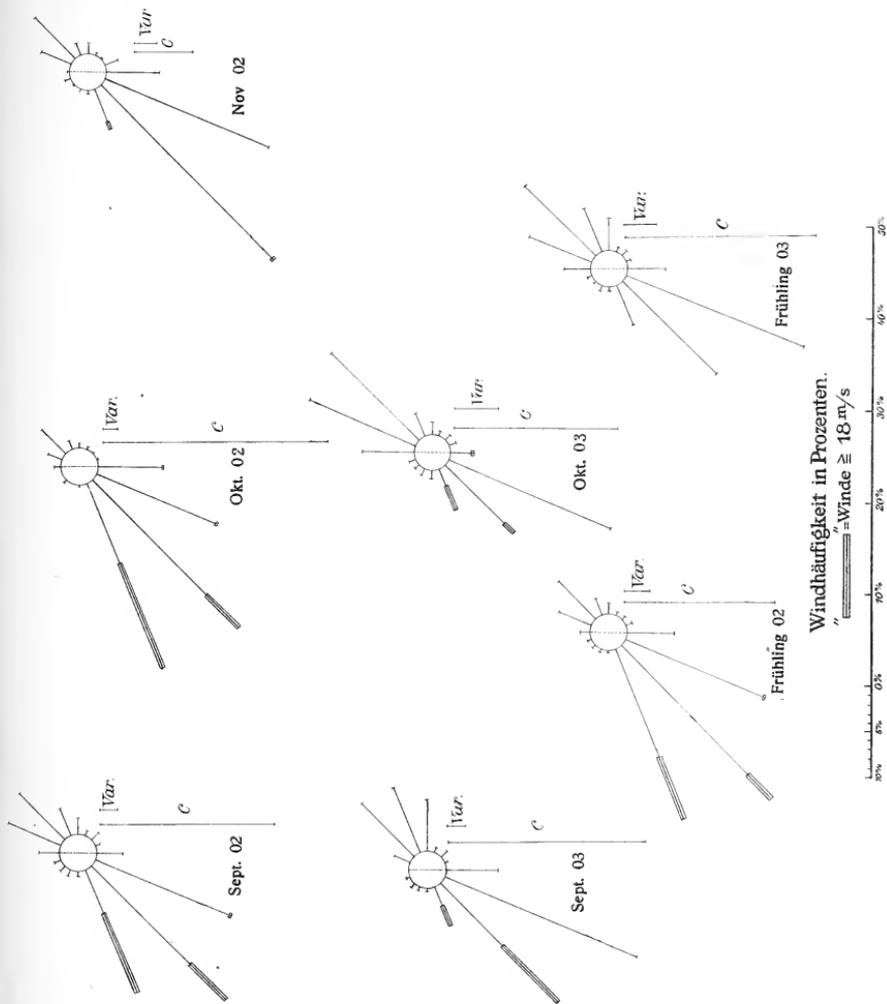 Var.
C
Sept. 02
Var.
C
Okt. 02
Var
C
Nov 02
Var.
C
Sept. 03
Var.
C
Okt. 03
Var.
C
Frühling 02
Var.
C
Frühling 03
Windhäufigkeit in Prozenten.
" " = Winde ≧ 18 m/s
10% 5% 0% 10% 20% 30% 40% 50%